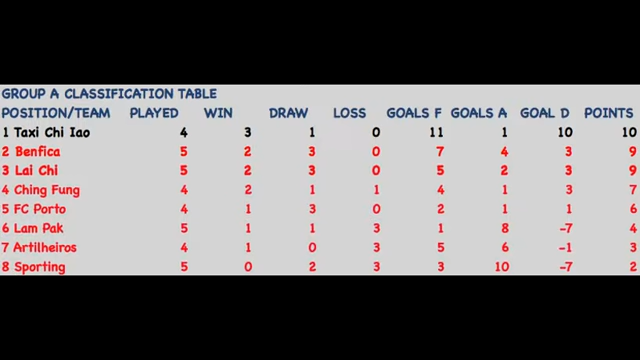 GROUP A CLASSIFICATION TABLE
POSITION/TEAM PLAYED WIN DRAW LOSS GOALS F GOALS A GOAL D POINTS
1 Taxi Chi Iao 4 3 1 0 11 1 10 10
2 Benfica 5 2 3 0 7 4 3 9
3 Lai Chi 5 2 3 0 5 2 3 9
4 Ching Fung 4 2 1 1 4 1 3 7
5 FC Porto 4 1 3 0 2 1 1 6
6 Lam Pak 5 1 1 3 1 8 -7 4
7 Artilheiros 4 1 0 3 5 6 -1 3
8 Sporting 5 0 2 3 3 10 -7 2